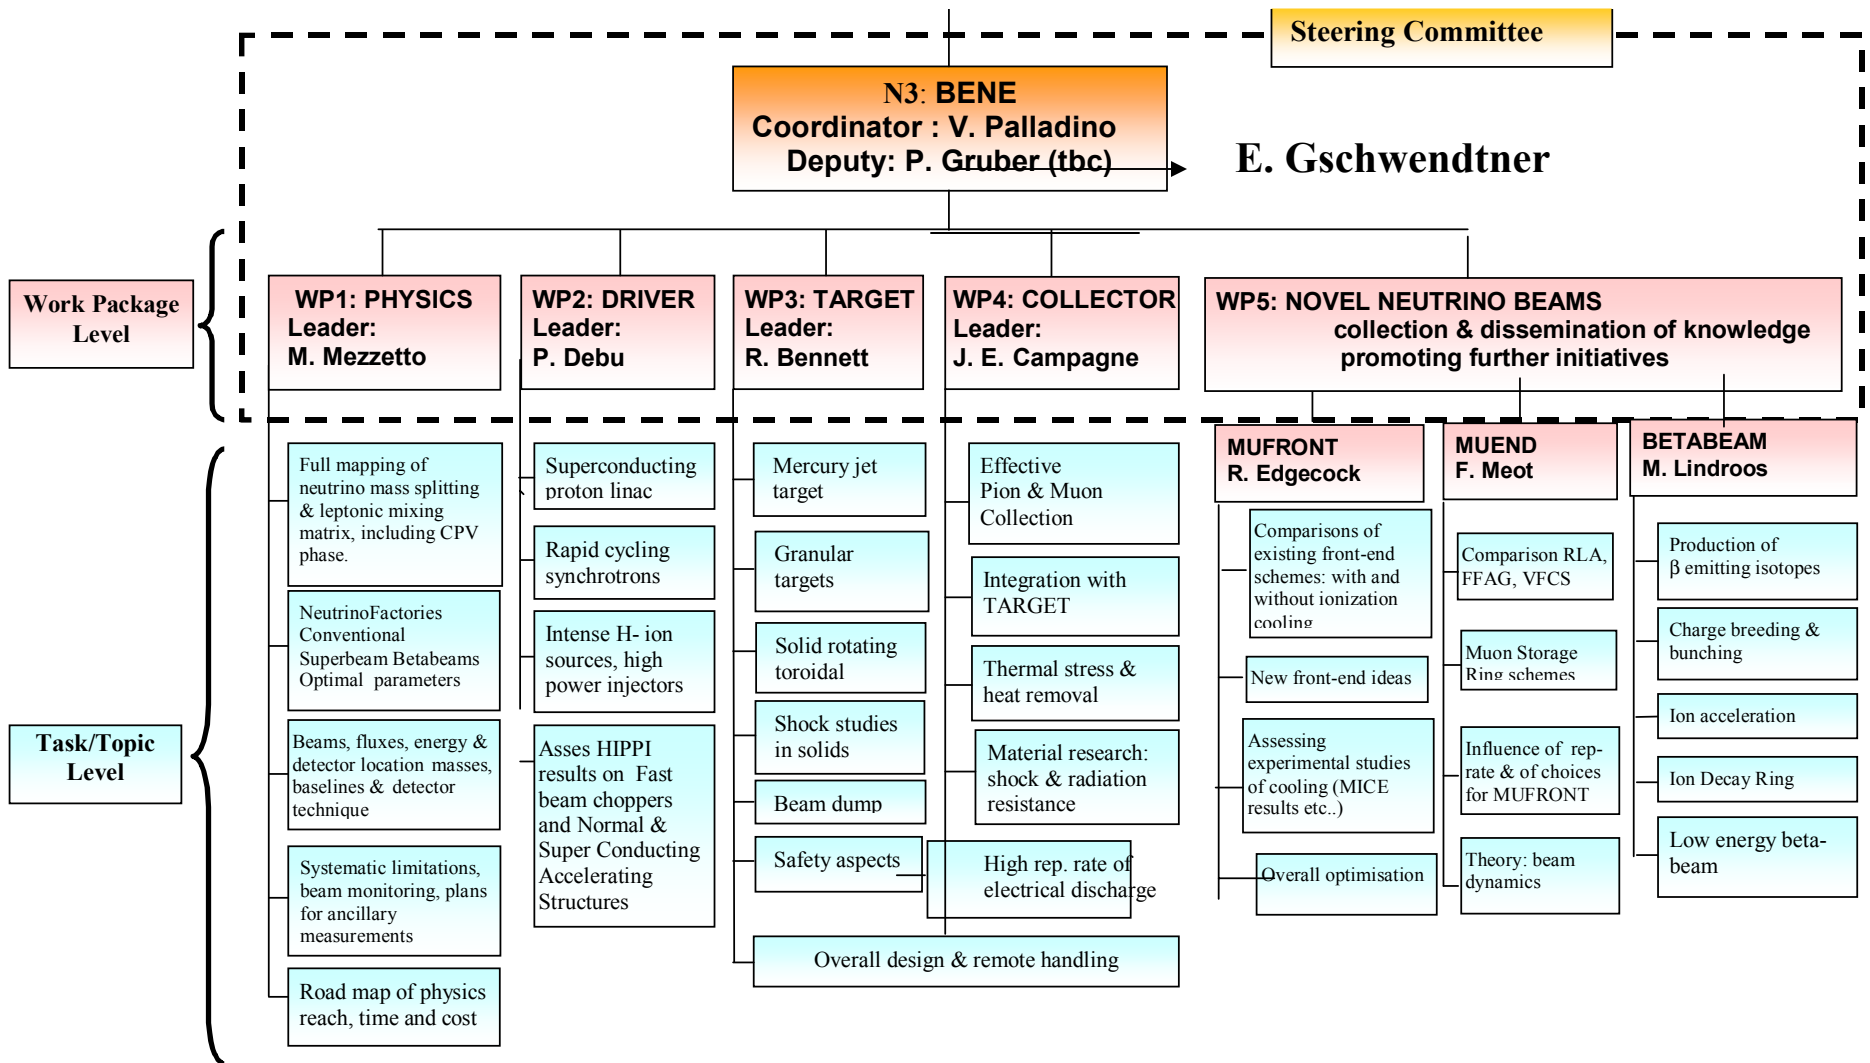 Steering Committee
N3: BENE
Coordinator : V. Palladino
Deputy: P. Gruber (tbc)
E. Gschwendtner
Work Package
Level
WP1: PHYSICS
Leader:
M. Mezzetto
WP2: DRIVER
Leader:
P. Debu
WP3: TARGET
Leader:
R. Bennett
WP4: COLLECTOR
Leader:
J. E. Campagne
WP5: NOVEL NEUTRINO BEAMS
collection & dissemination of knowledge
promoting further initiatives
MUFRONT
R. Edgecock
MUEND
F. Meot
BETABEAM
M. Lindroos
Task/Topic
Level
Full mapping of
neutrino mass splitting
& leptonic mixing
matrix, including CPV
phase.
NeutrinoFactories
Conventional
Superbeam Betabeams
Optimal parameters
Beams, fluxes, energy &
detector location masses,
baselines & detector
technique
Systematic limitations,
beam monitoring, plans
for ancillary
measurements
Road map of physics
reach, time and cost
Superconducting
proton linac
Rapid cycling
synchrotrons
Intense H- ion
sources, high
power injectors
Asses HIPPI
results on Fast
beam choppers
and Normal &
Super Conducting
Accelerating
Structures
Mercury jet
target
Granular
targets
Solid rotating
toroidal
Shock studies
in solids
Beam dump
Safety aspects
Effective
Pion & Muon
Collection
Integration with
TARGET
Thermal stress &
heat removal
Material research:
shock & radiation
resistance
High rep. rate of
electrical discharge
Overall design & remote handling
Comparisons of
existing front-end
schemes: with and
without ionization
cooling
New front-end ideas
Assessing
experimental studies
of cooling (MICE
results etc..)
Overall optimisation
Comparison RLA,
FFAG, VFCS
Muon Storage
Ring schemes
Influence of rep-
rate & of choices
for MUFRONT
Theory: beam
dynamics
Production of
β emitting isotopes
Charge breeding &
bunching
Ion acceleration
Ion Decay Ring
Low energy beta-
beam